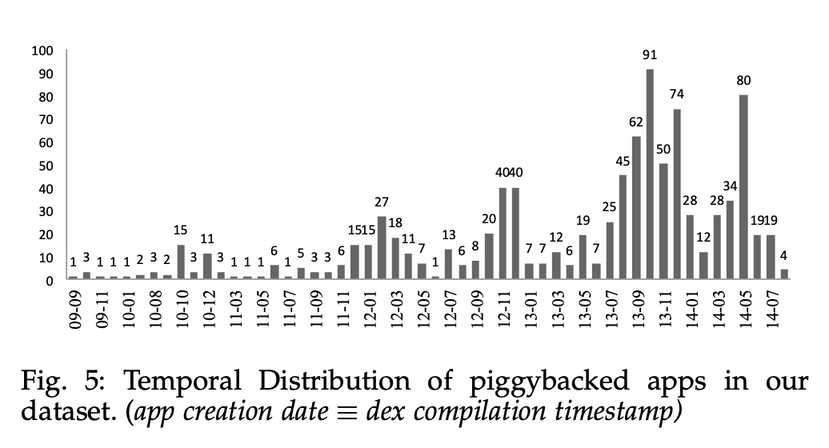 100
90
80
70
60
50
40
30
20
10
0
1 3 1 1 1 2 3 2 15 3 11 3 1 1 1 6 1 5 3 3 6 15 15 27 18 11 7 1 13 6 8 20 40 40 7 7 12 6 19 7 25 45 62 91 50 74 28 12 28 34 80 19 19 4
09-09 09-11 10-01 10-08 10-10 10-12 11-03 11-05 11-07 11-09 11-11 12-01 12-03 12-05 12-07 12-09 12-11 13-01 13-03 13-05 13-07 13-09 13-11 14-01 14-03 14-05 14-07
Fig. 5: Temporal Distribution of piggybacked apps in our
dataset. (app creation date ≡ dex compilation timestamp)